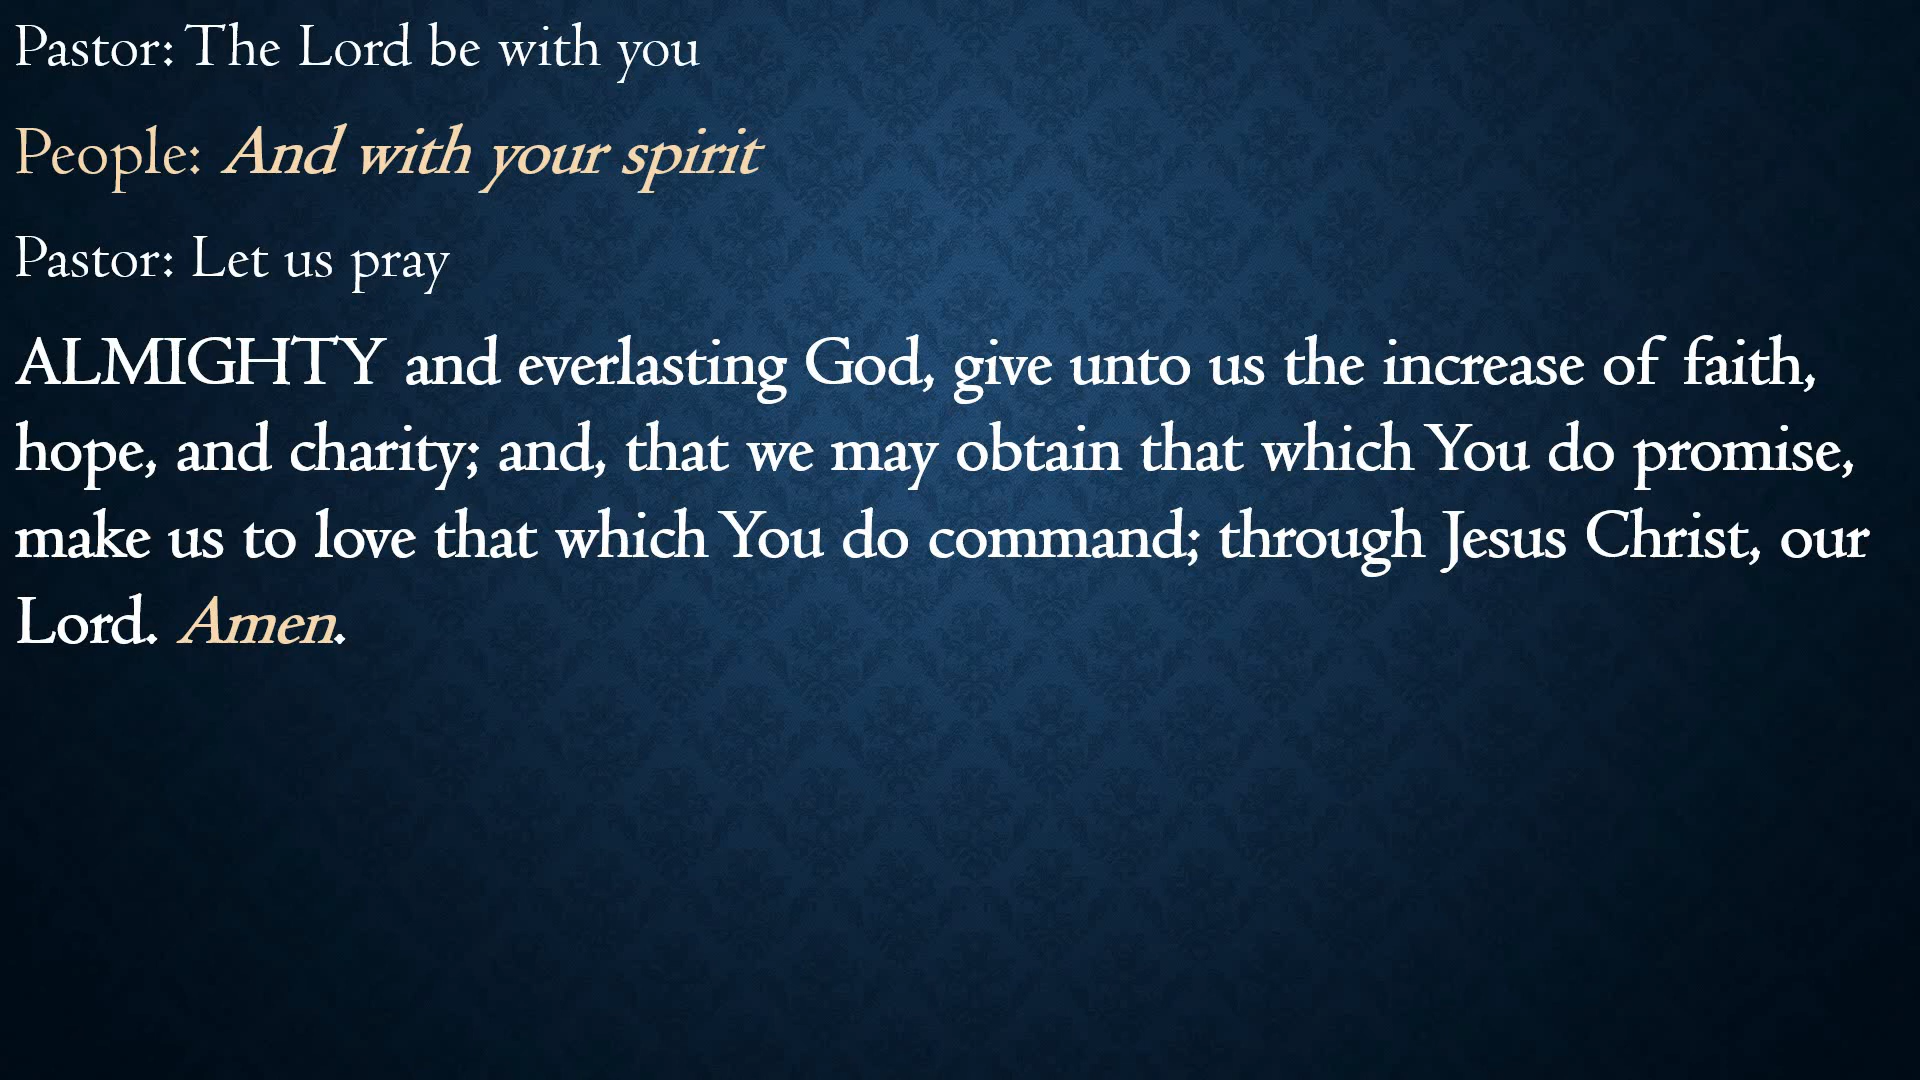 Pastor: The Lord be with you
People: And with your spirit
Pastor: Let us pray
ALMIGHTY and everlasting God, give unto us the increase of faith,
hope, and charity; and, that we may obtain that which You do promise,
make us to love that which You do command; through Jesus Christ, our
Lord. Amen.